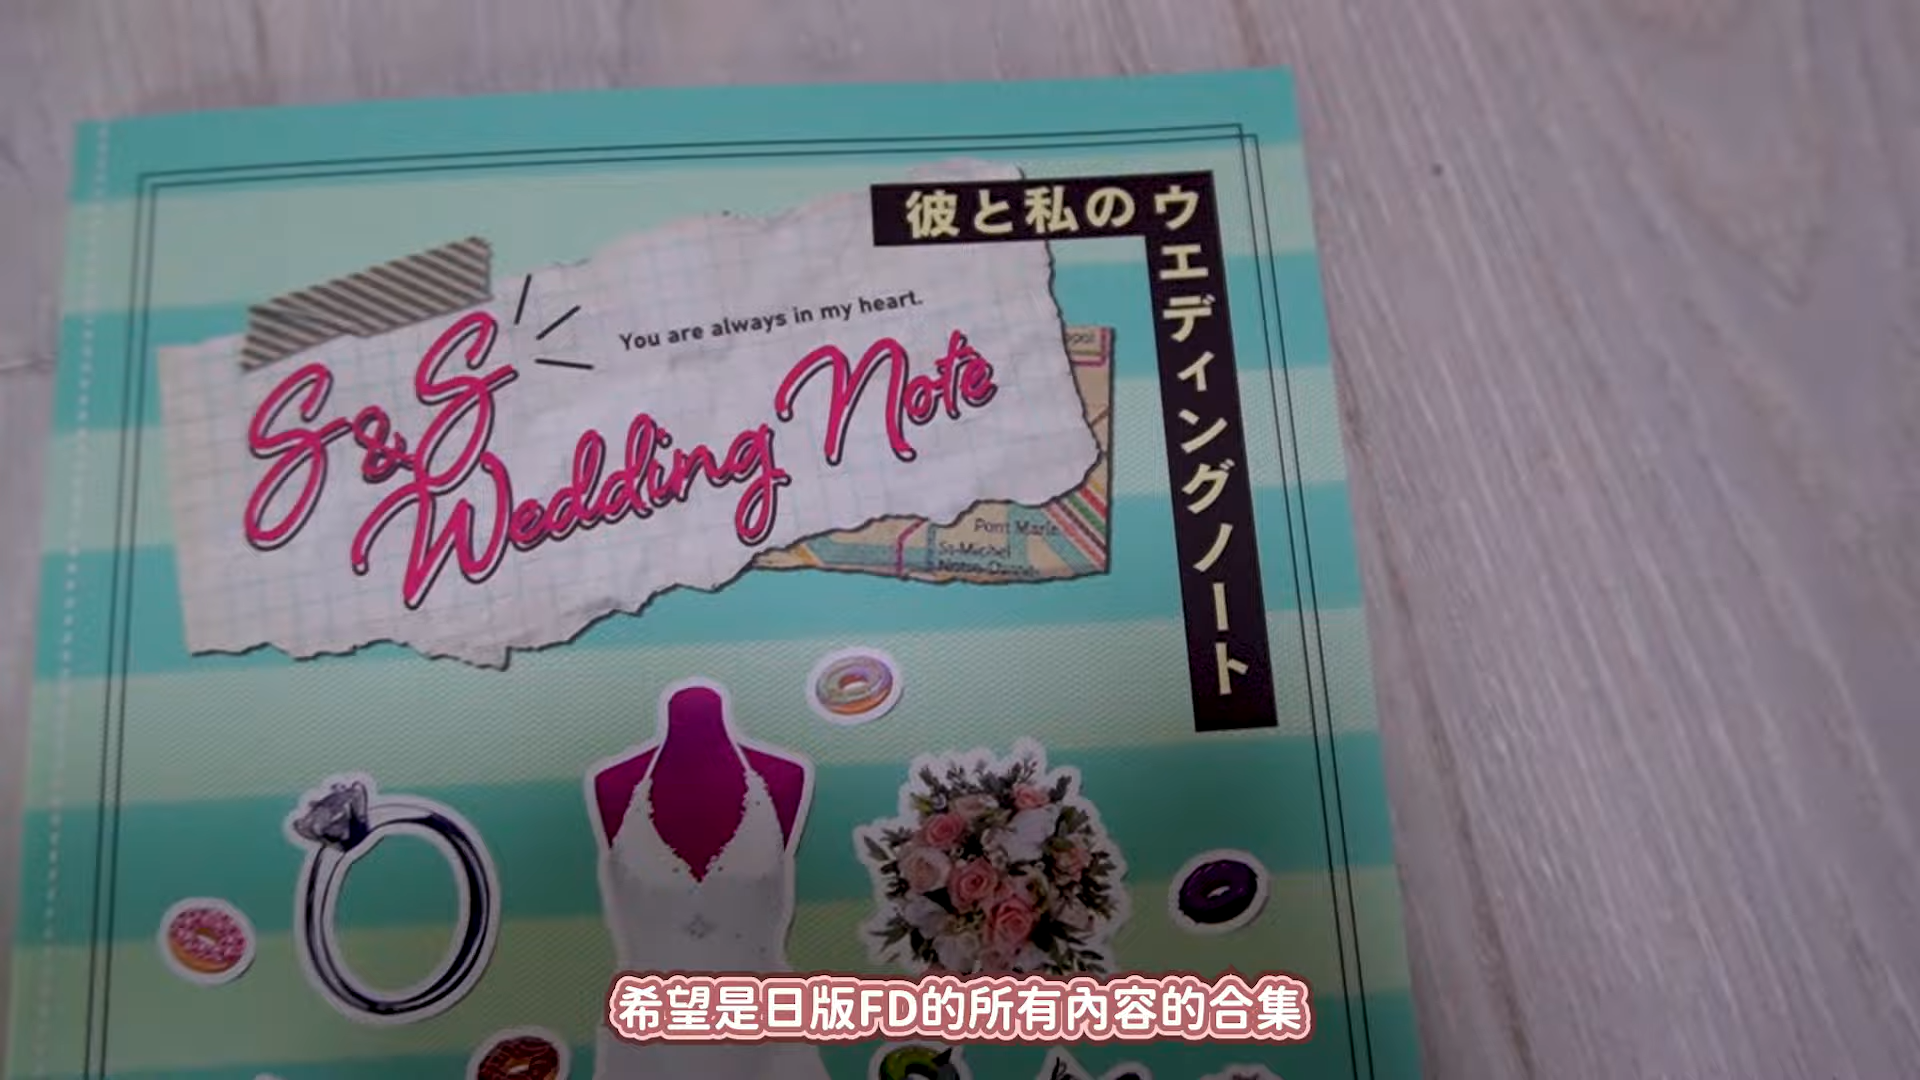 彼と私のウエディングノート
You are always in my heart.
S&S
Wedding Note
Pont Marie
St-Michel
Notre-Dame
希望是日版FD的所有內容的合集